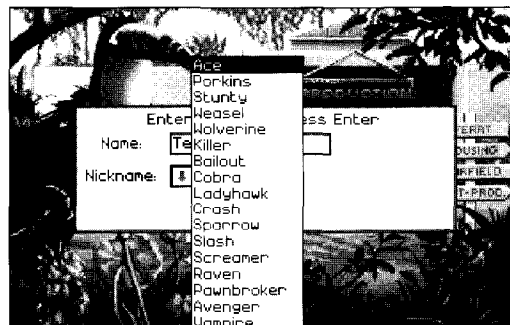 Ace
Porkins
Stunty
Weasel
Wolverine
Killer
Bailout
Cobra
Ladyhawk
Crash
Sparrow
Slash
Screamer
Raven
Pawnbroker
Avenger
Vampire
Enter ess Enter
Name: Te
Nickname: